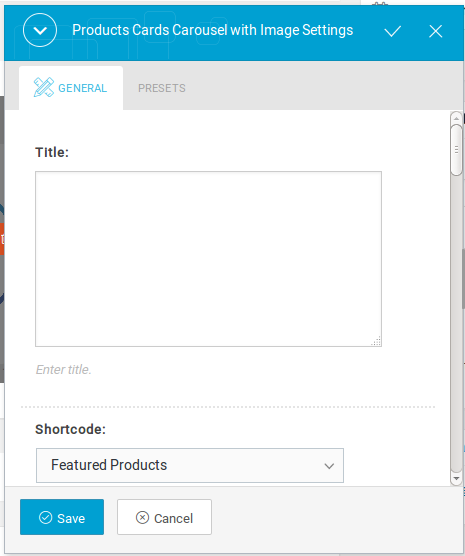 Products Cards Carousel with Image Settings
GENERAL
PRESETS
Title:
Enter title.
Shortcode:
Featured Products
Save
Cancel